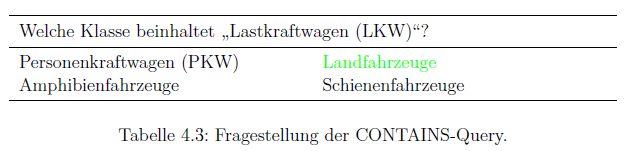 Welche Klasse beinhaltet „Lastkraftwagen (LKW)“?
Personenkraftwagen (PKW) Landfahrzeuge
Amphibienfahrzeuge Schienenfahrzeuge
Tabelle 4.3: Fragestellung der CONTAINS-Query.